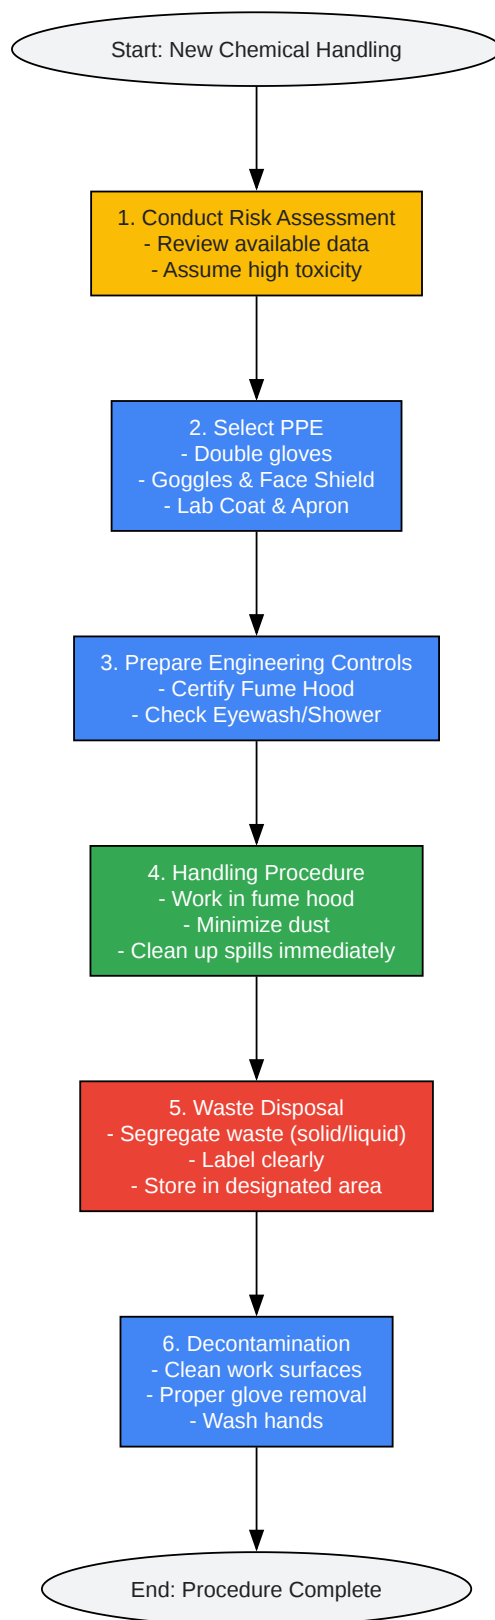 Start: New Chemical Handling
1. Conduct Risk Assessment
- Review available data
- Assume high toxicity
2. Select PPE
- Double gloves
- Goggles & Face Shield
- Lab Coat & Apron
3. Prepare Engineering Controls
- Certify Fume Hood
- Check Eyewash/Shower
4. Handling Procedure
- Work in fume hood
- Minimize dust
- Clean up spills immediately
5. Waste Disposal
- Segregate waste (solid/liquid)
- Label clearly
- Store in designated area
6. Decontamination
- Clean work surfaces
- Proper glove removal
- Wash hands
End: Procedure Complete